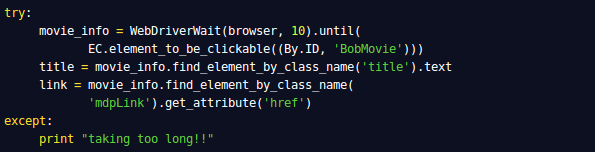 try:
movie_info = WebDriverWait(browser, 10).until(
EC.element_to_be_clickable((By.ID, 'BobMovie')))
title = movie_info.find_element_by_class_name('title').text
link = movie_info.find_element_by_class_name(
'mdpLink').get_attribute('href')
except:
print "taking too long!!"